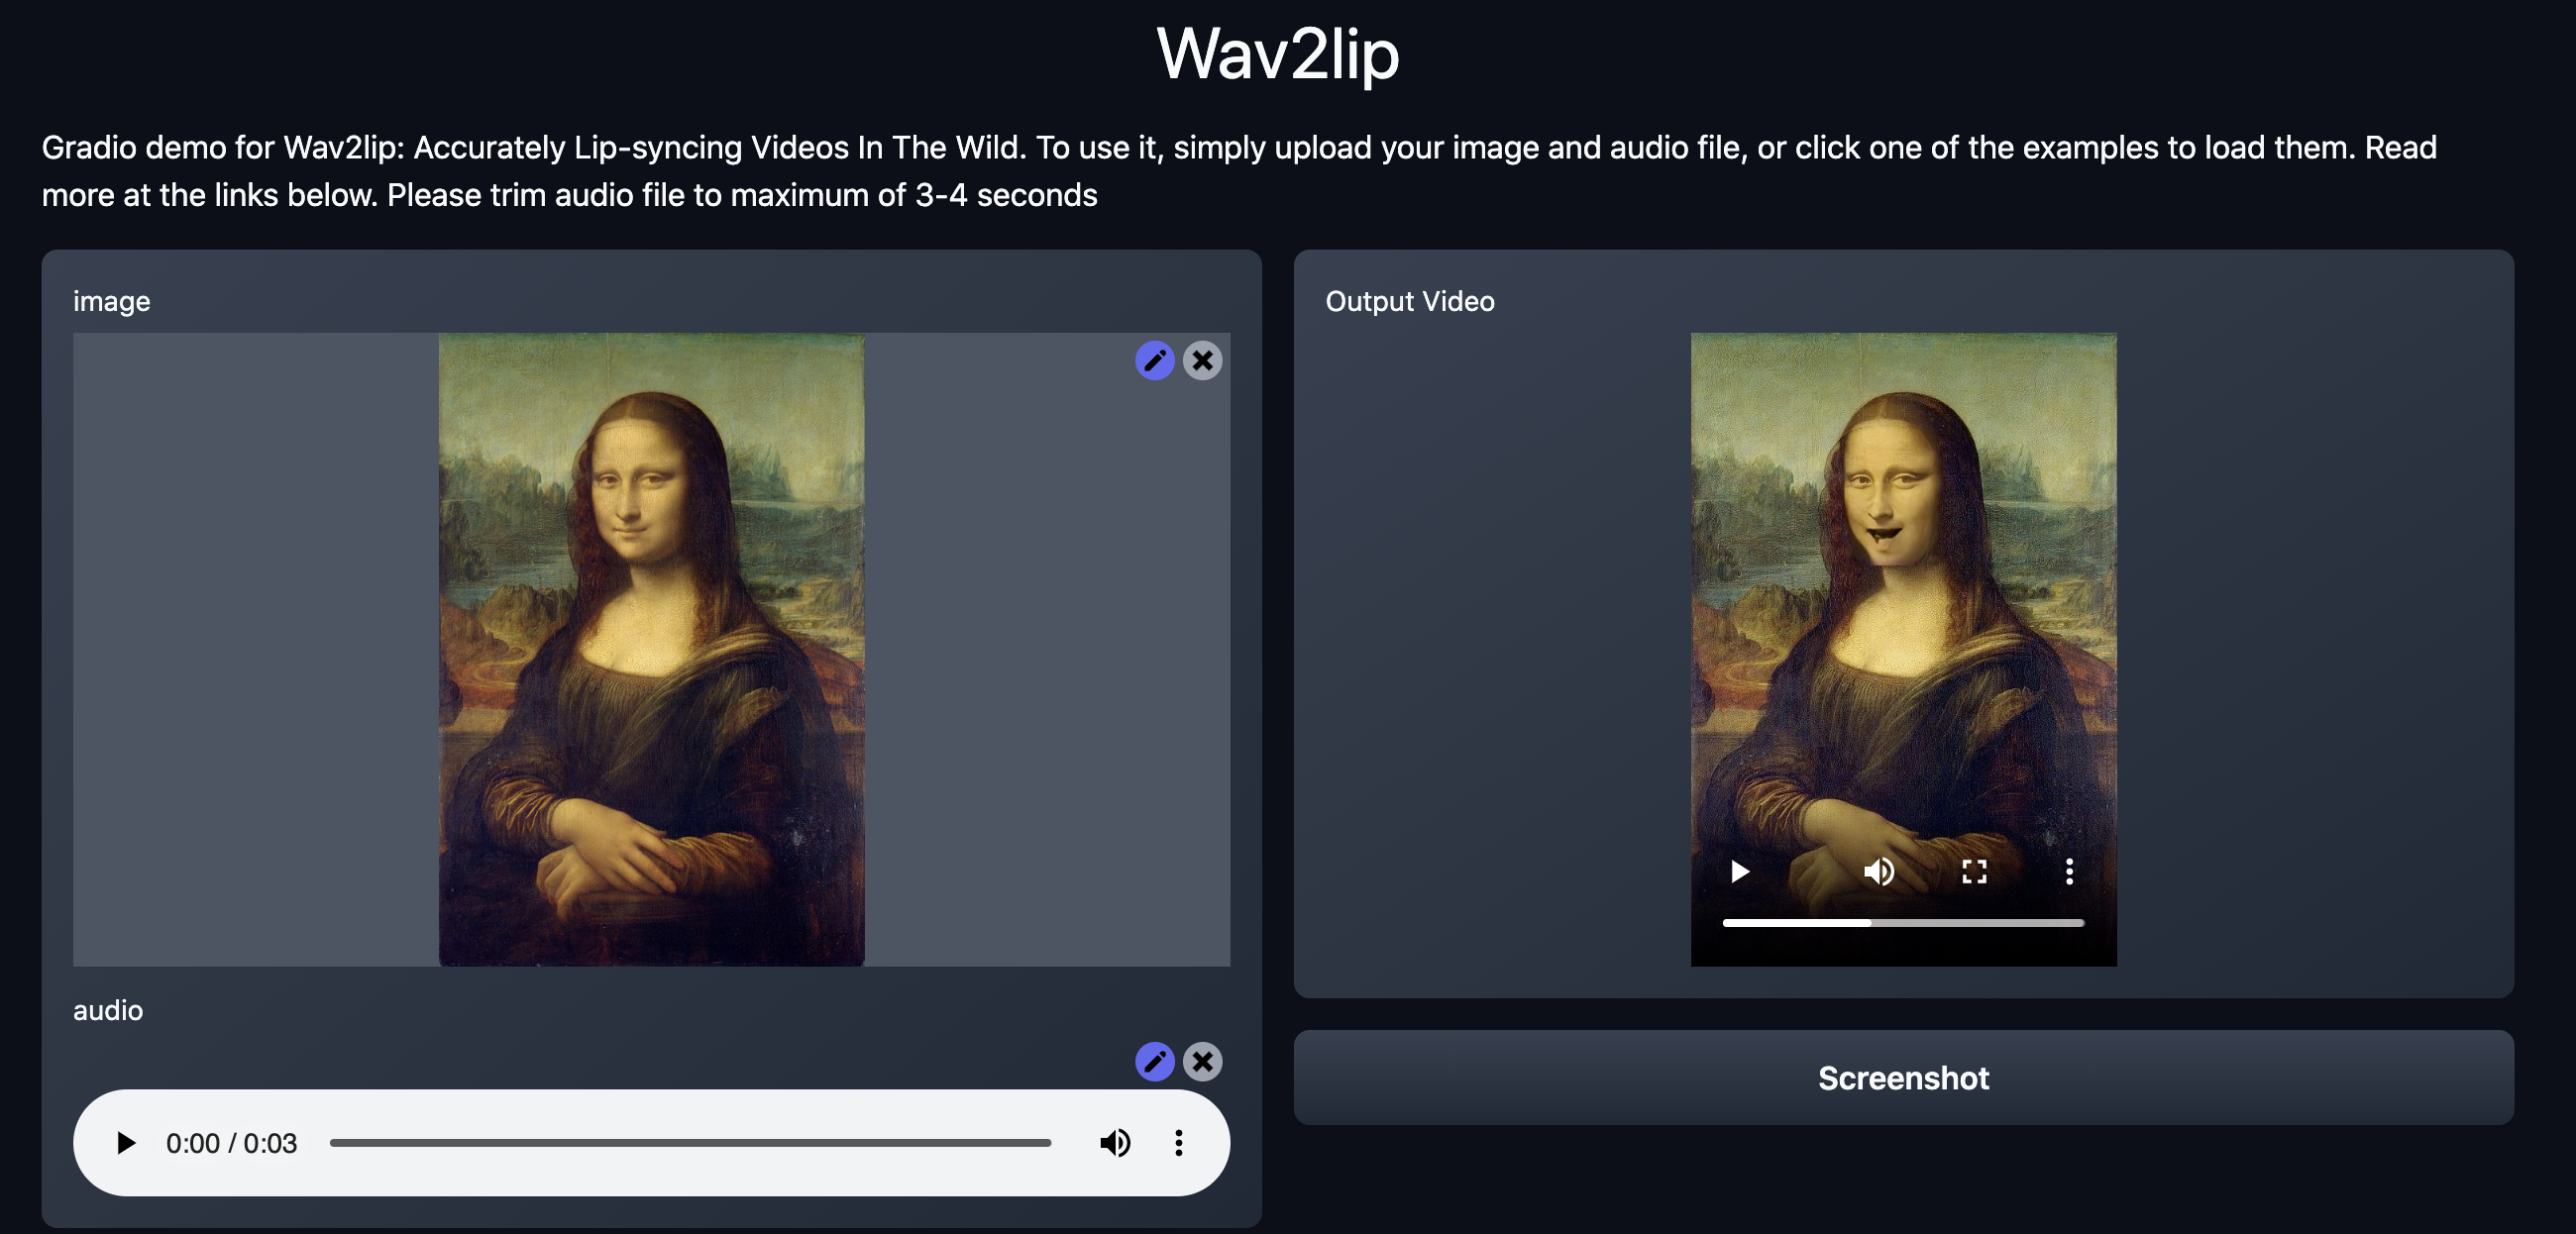 Wav2lip
Gradio demo for Wav2lip: Accurately Lip-syncing Videos In The Wild. To use it, simply upload your image and audio file, or click one of the examples to load them. Read
more at the links below. Please trim audio file to maximum of 3-4 seconds
image
Output Video
audio
0:00 / 0:03
Screenshot